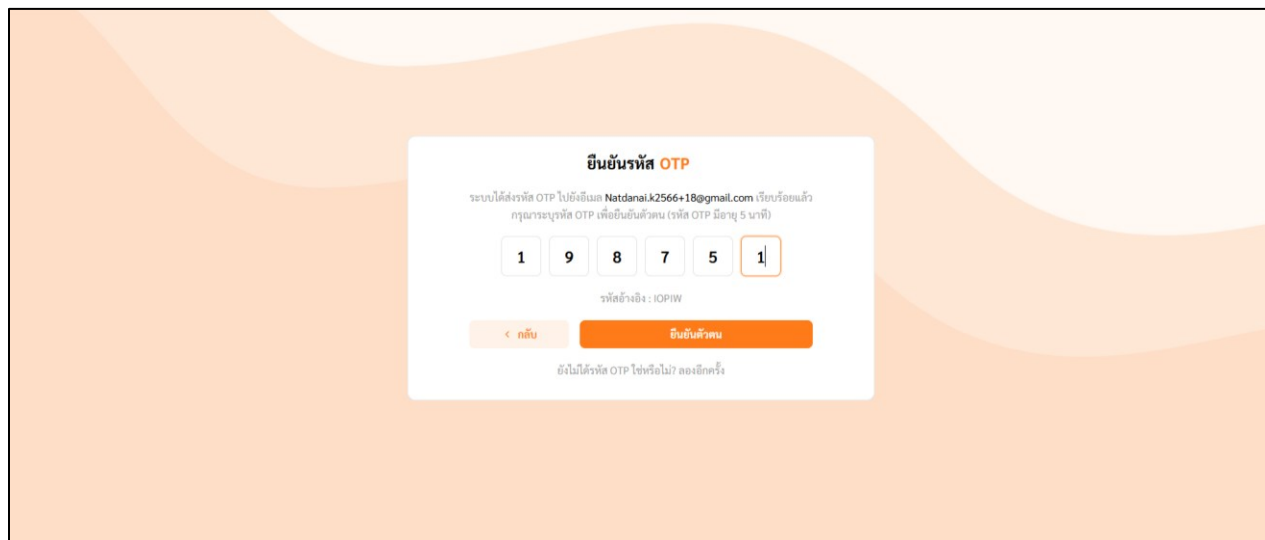 ยืนยันรหัส OTP
ระบบได้ส่งรหัส OTP ไปยังอีเมล Natdanai.k2566+18@gmail.com เรียบร้อยแล้ว
กรุณาระบุรหัส OTP เพื่อยืนยันตัวตน (รหัส OTP มีอายุ 5 นาที)
1 9 8 7 5 1
รหัสอ้างอิง : IOPIW
< กลับ ยืนยันตัวตน
ยังไม่ได้รหัส OTP ใช่หรือไม่? ลองอีกครั้ง